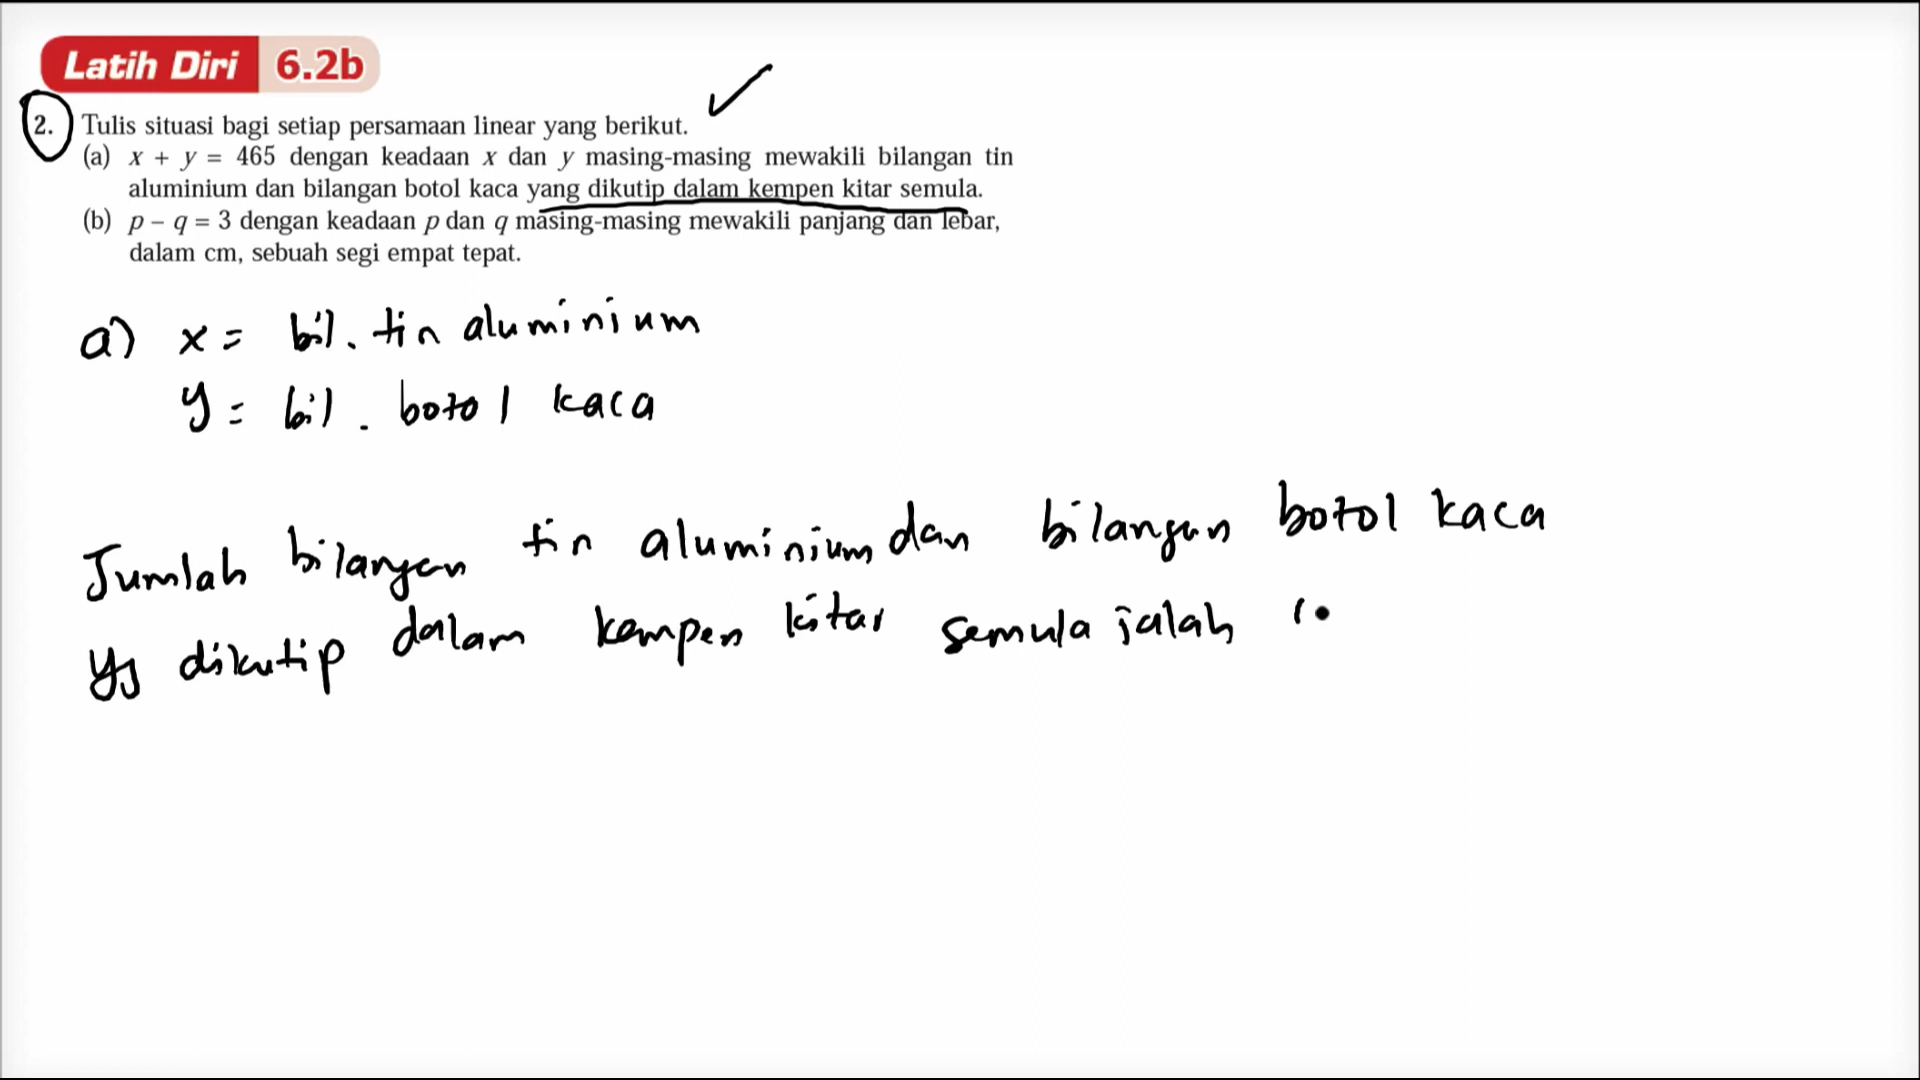 Latih Diri 6.2b
2. Tulis situasi bagi setiap persamaan linear yang berikut.
(a) x + y = 465 dengan keadaan x dan y masing-masing mewakili bilangan tin
aluminium dan bilangan botol kaca yang dikutip dalam kempen kitar semula.
(b) p – q = 3 dengan keadaan p dan q masing-masing mewakili panjang dan lebar,
dalam cm, sebuah segi empat tepat.
a) x = bil. tin aluminium
y = bil. botol kaca
Jumlah bilangan tin aluminium dan bilangan botol kaca
yg dikutip dalam kempen kitar semula ialah